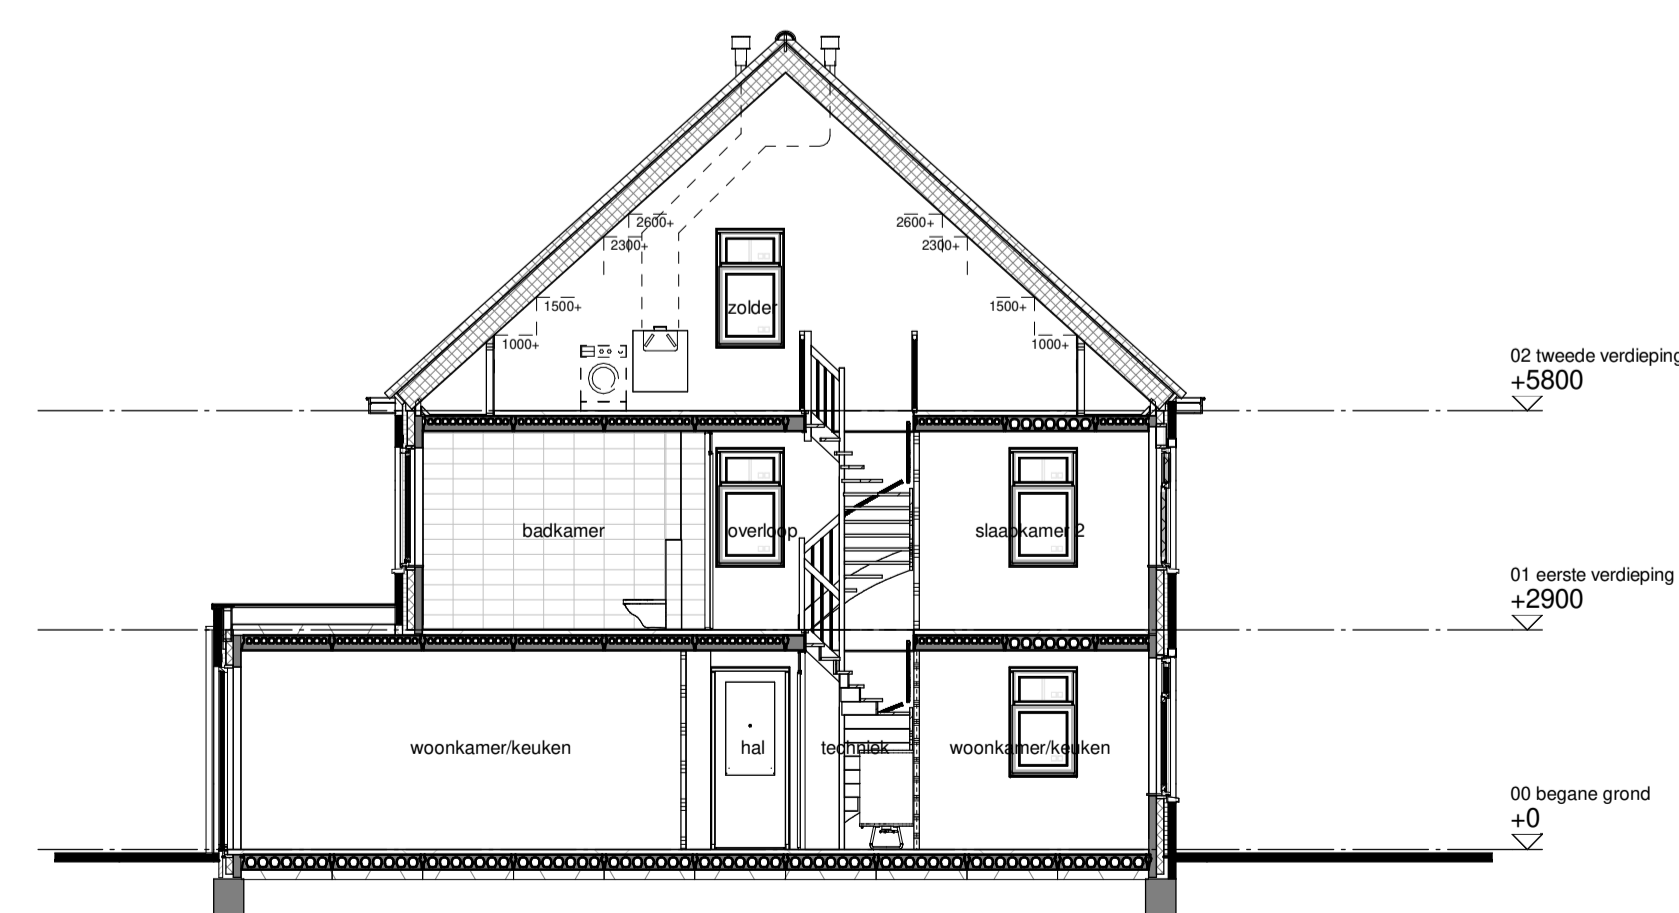 2600+
2600+
2300+
2300+
zolder
1500+
1500+
1000+
1000+
02 tweede verdieping
+5800
badkamer
overloop
slaapkamer 2
01 eerste verdieping
+2900
woonkamer/keuken
hal
techniek
woonkamer/keuken
00 begane grond
+0